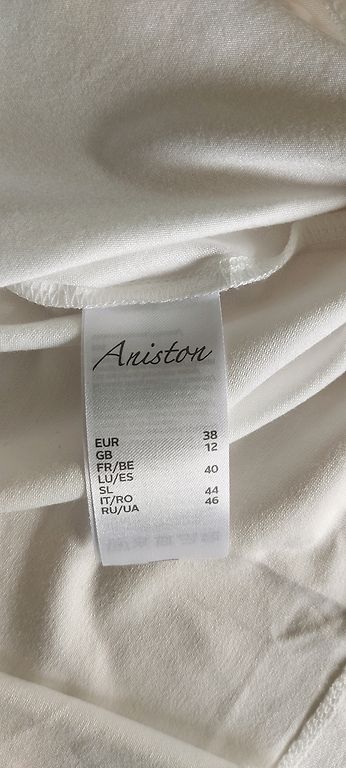 Aniston
EUR 38
GB 12
FR/BE
LU/ES 40
SL
IT/RO 44
RU/UA 46